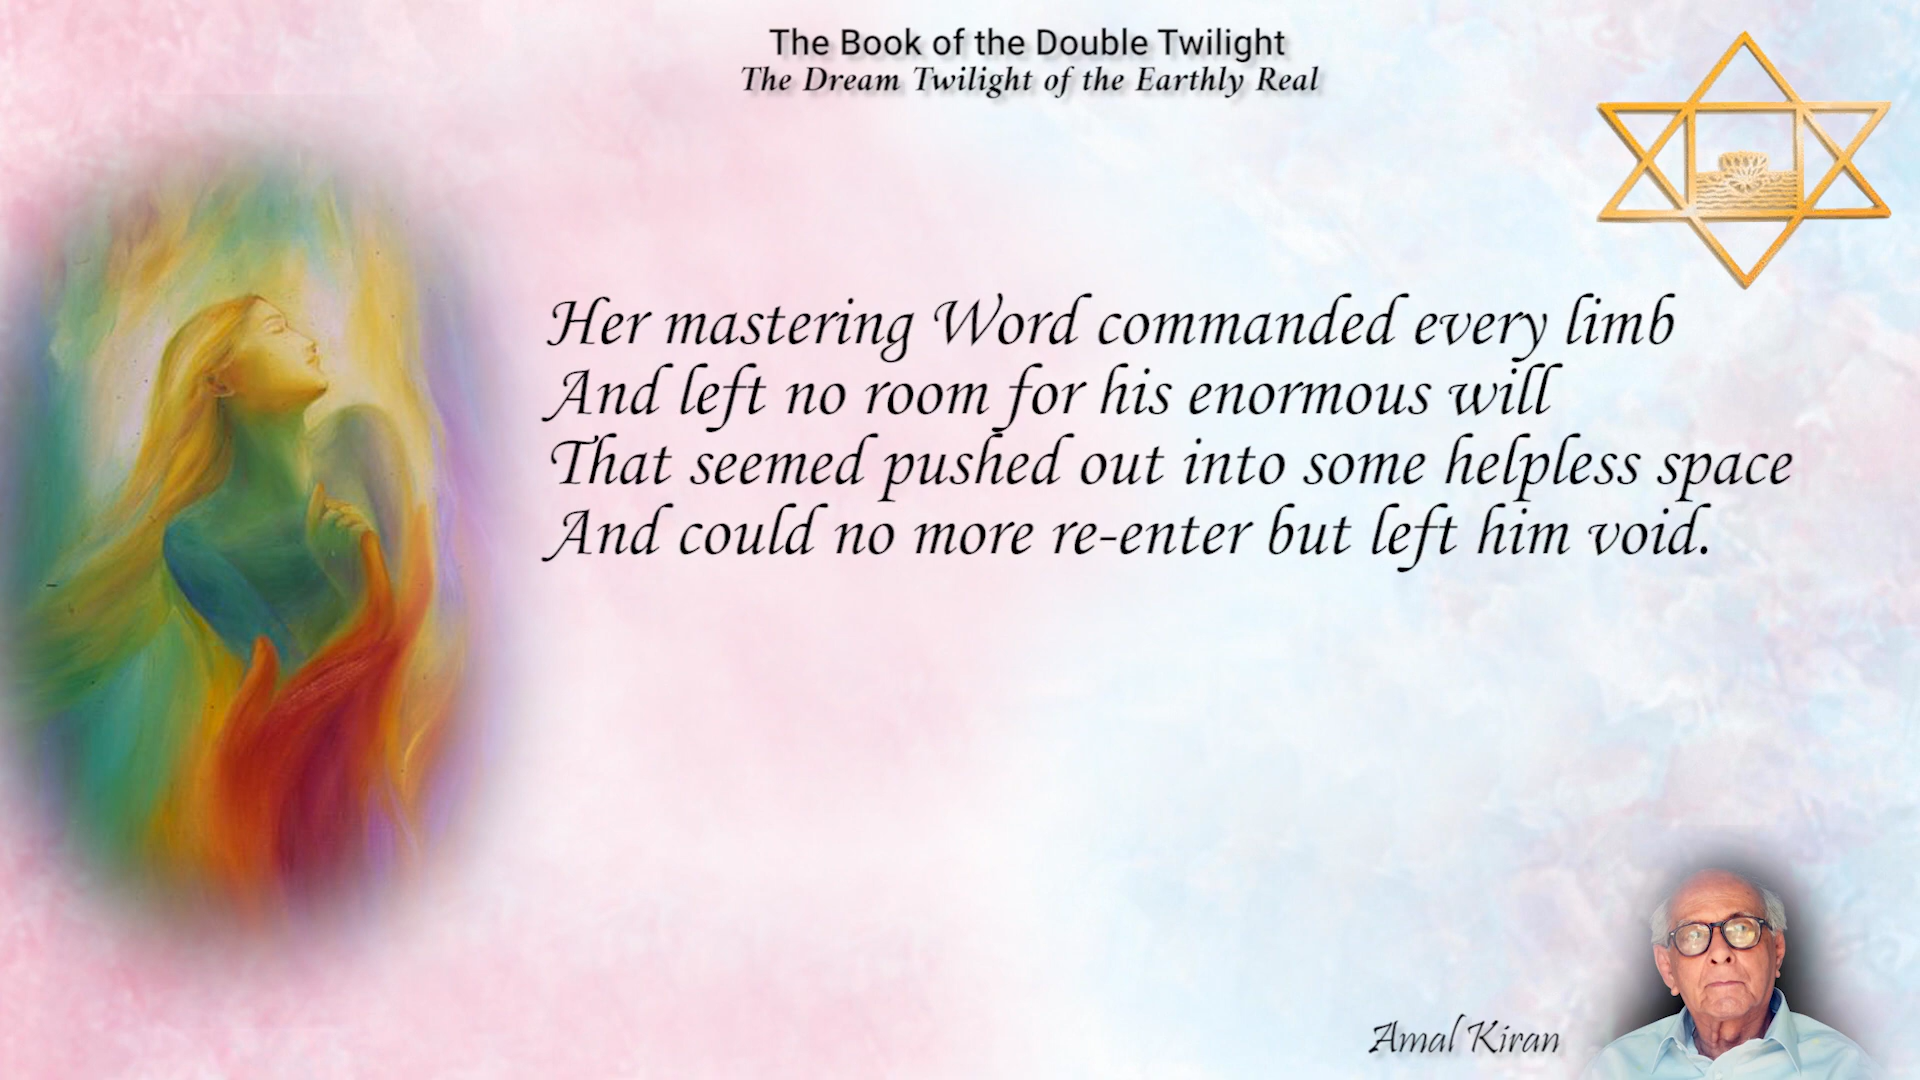 The Book of the Double Twilight
The Dream Twilight of the Earthly Real
Her mastering Word commanded every limb
And left no room for his enormous will
That seemed pushed out into some helpless space
And could no more re-enter but left him void.
Amal Kiran